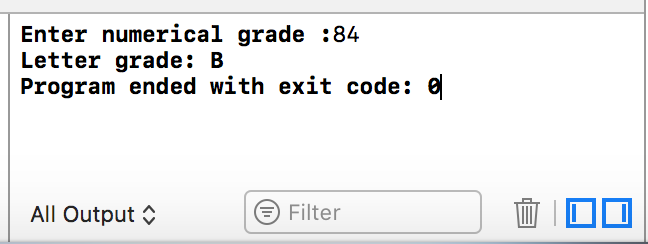 Enter numerical grade :84
Letter grade: B
Program ended with exit code: 0
All Output
Filter